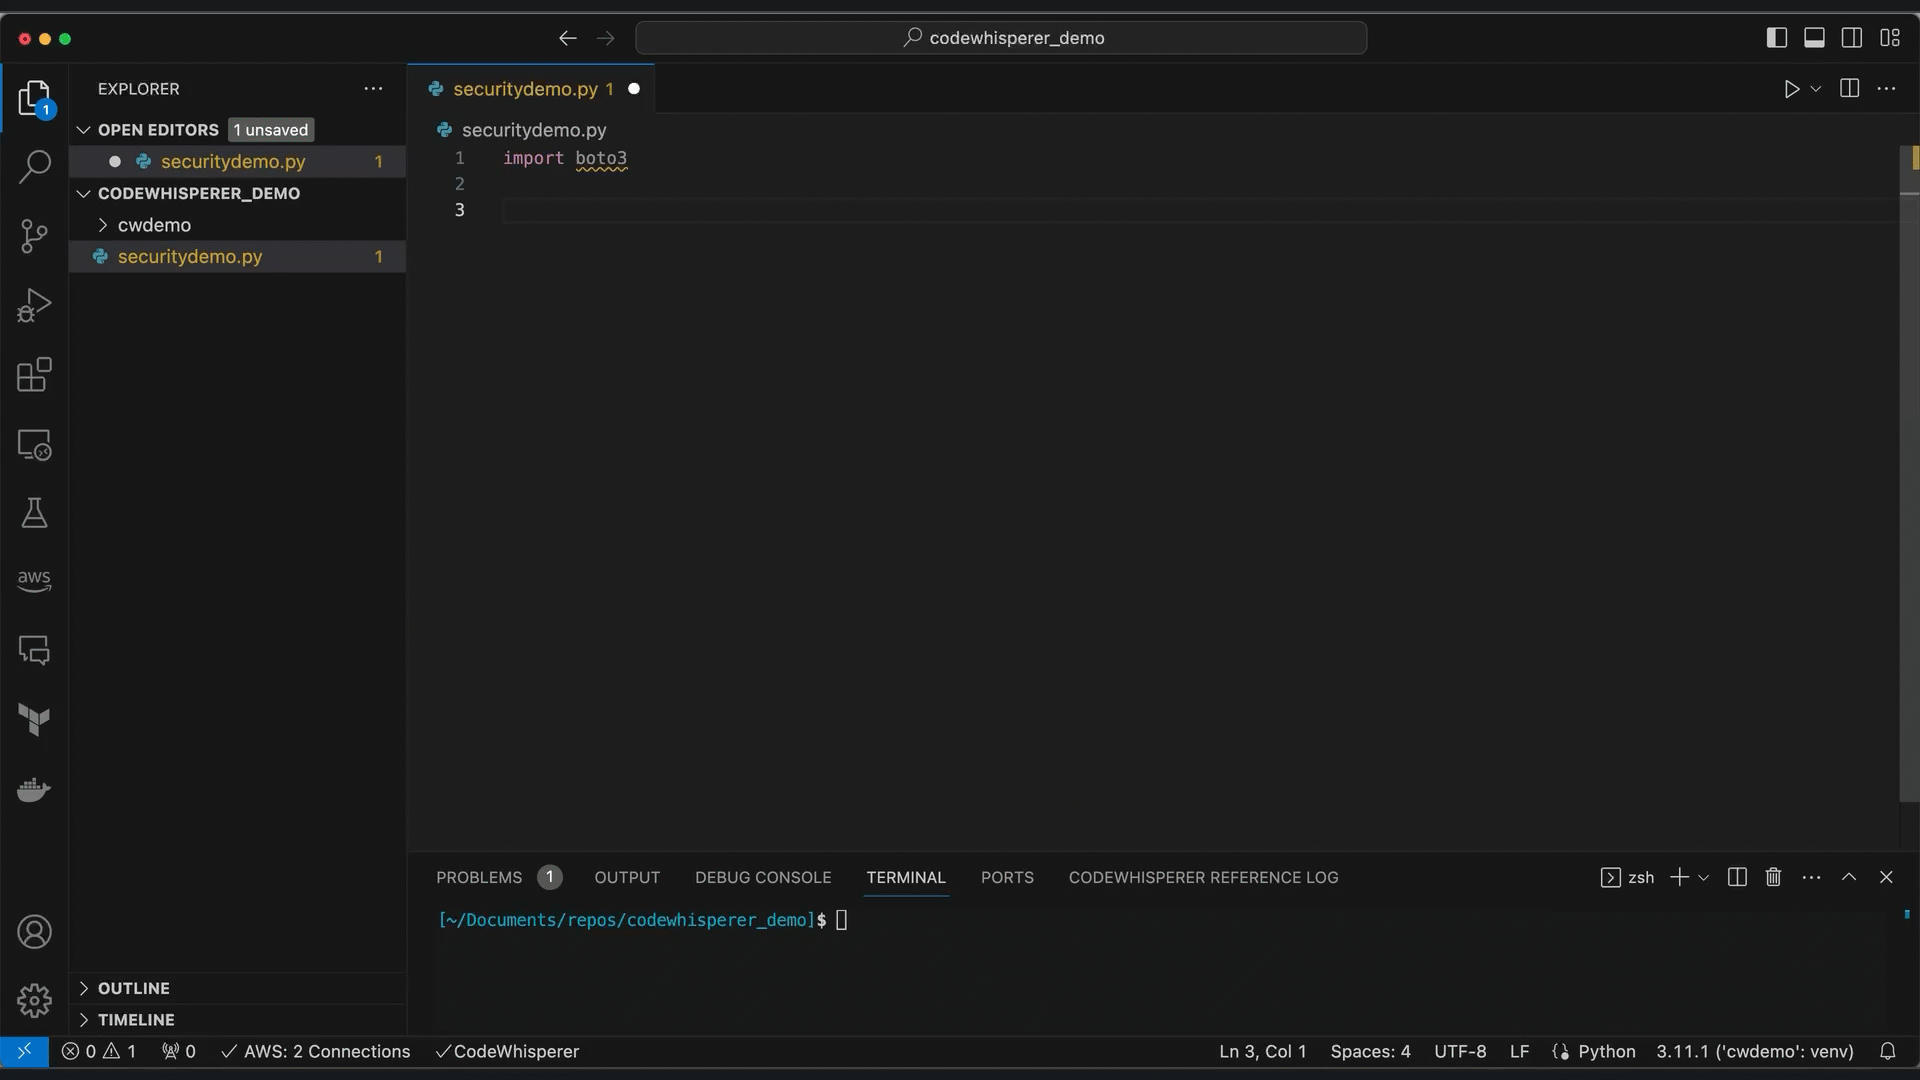 codewhisperer_demo
EXPLORER
OPEN EDITORS 1 unsaved
securitydemo.py 1
CODEWHISPERER_DEMO
cwdemo
securitydemo.py 1
1
aws
OUTLINE
TIMELINE
securitydemo.py 1
securitydemo.py
1 import boto3
2
3
PROBLEMS 1 OUTPUT DEBUG CONSOLE TERMINAL PORTS CODEWHISPERER REFERENCE LOG
zsh
[~/Documents/repos/codewhisperer_demo]$
0 1 0 AWS: 2 Connections CodeWhisperer
Ln 3, Col 1 Spaces: 4 UTF-8 LF Python 3.11.1 ('cwdemo': venv)